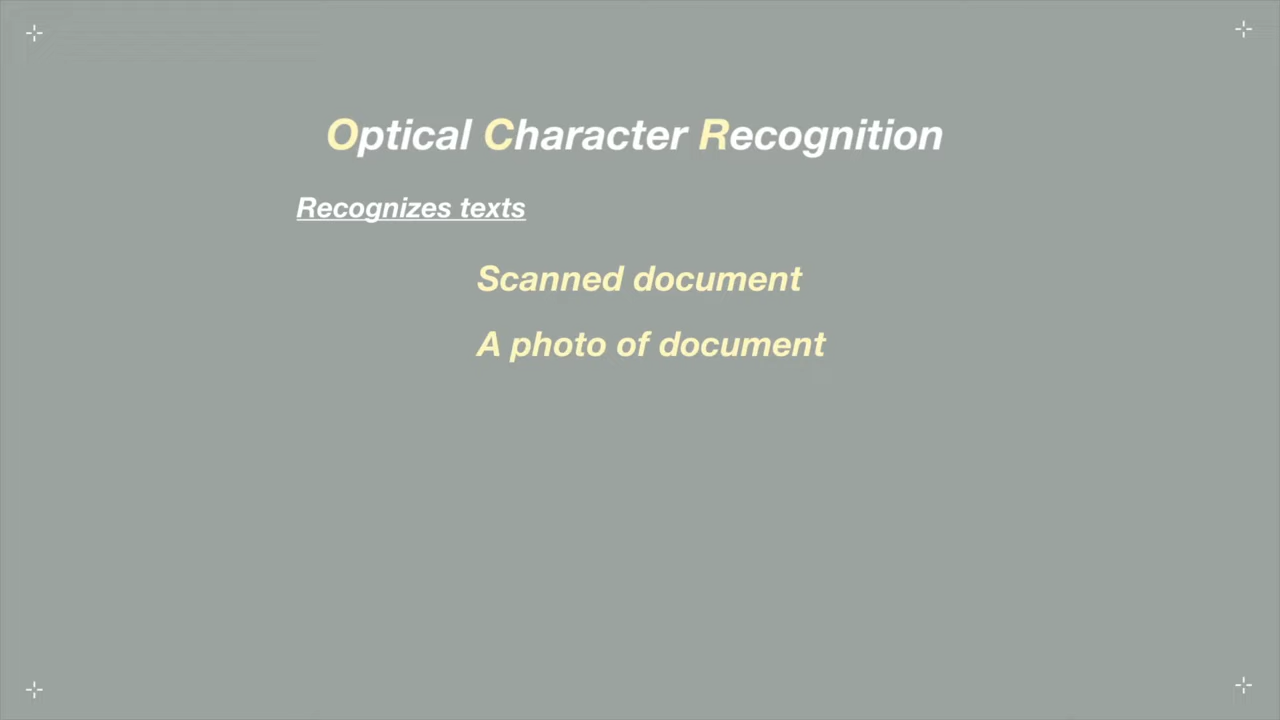 Optical Character Recognition
Recognizes texts
Scanned document
A photo of document